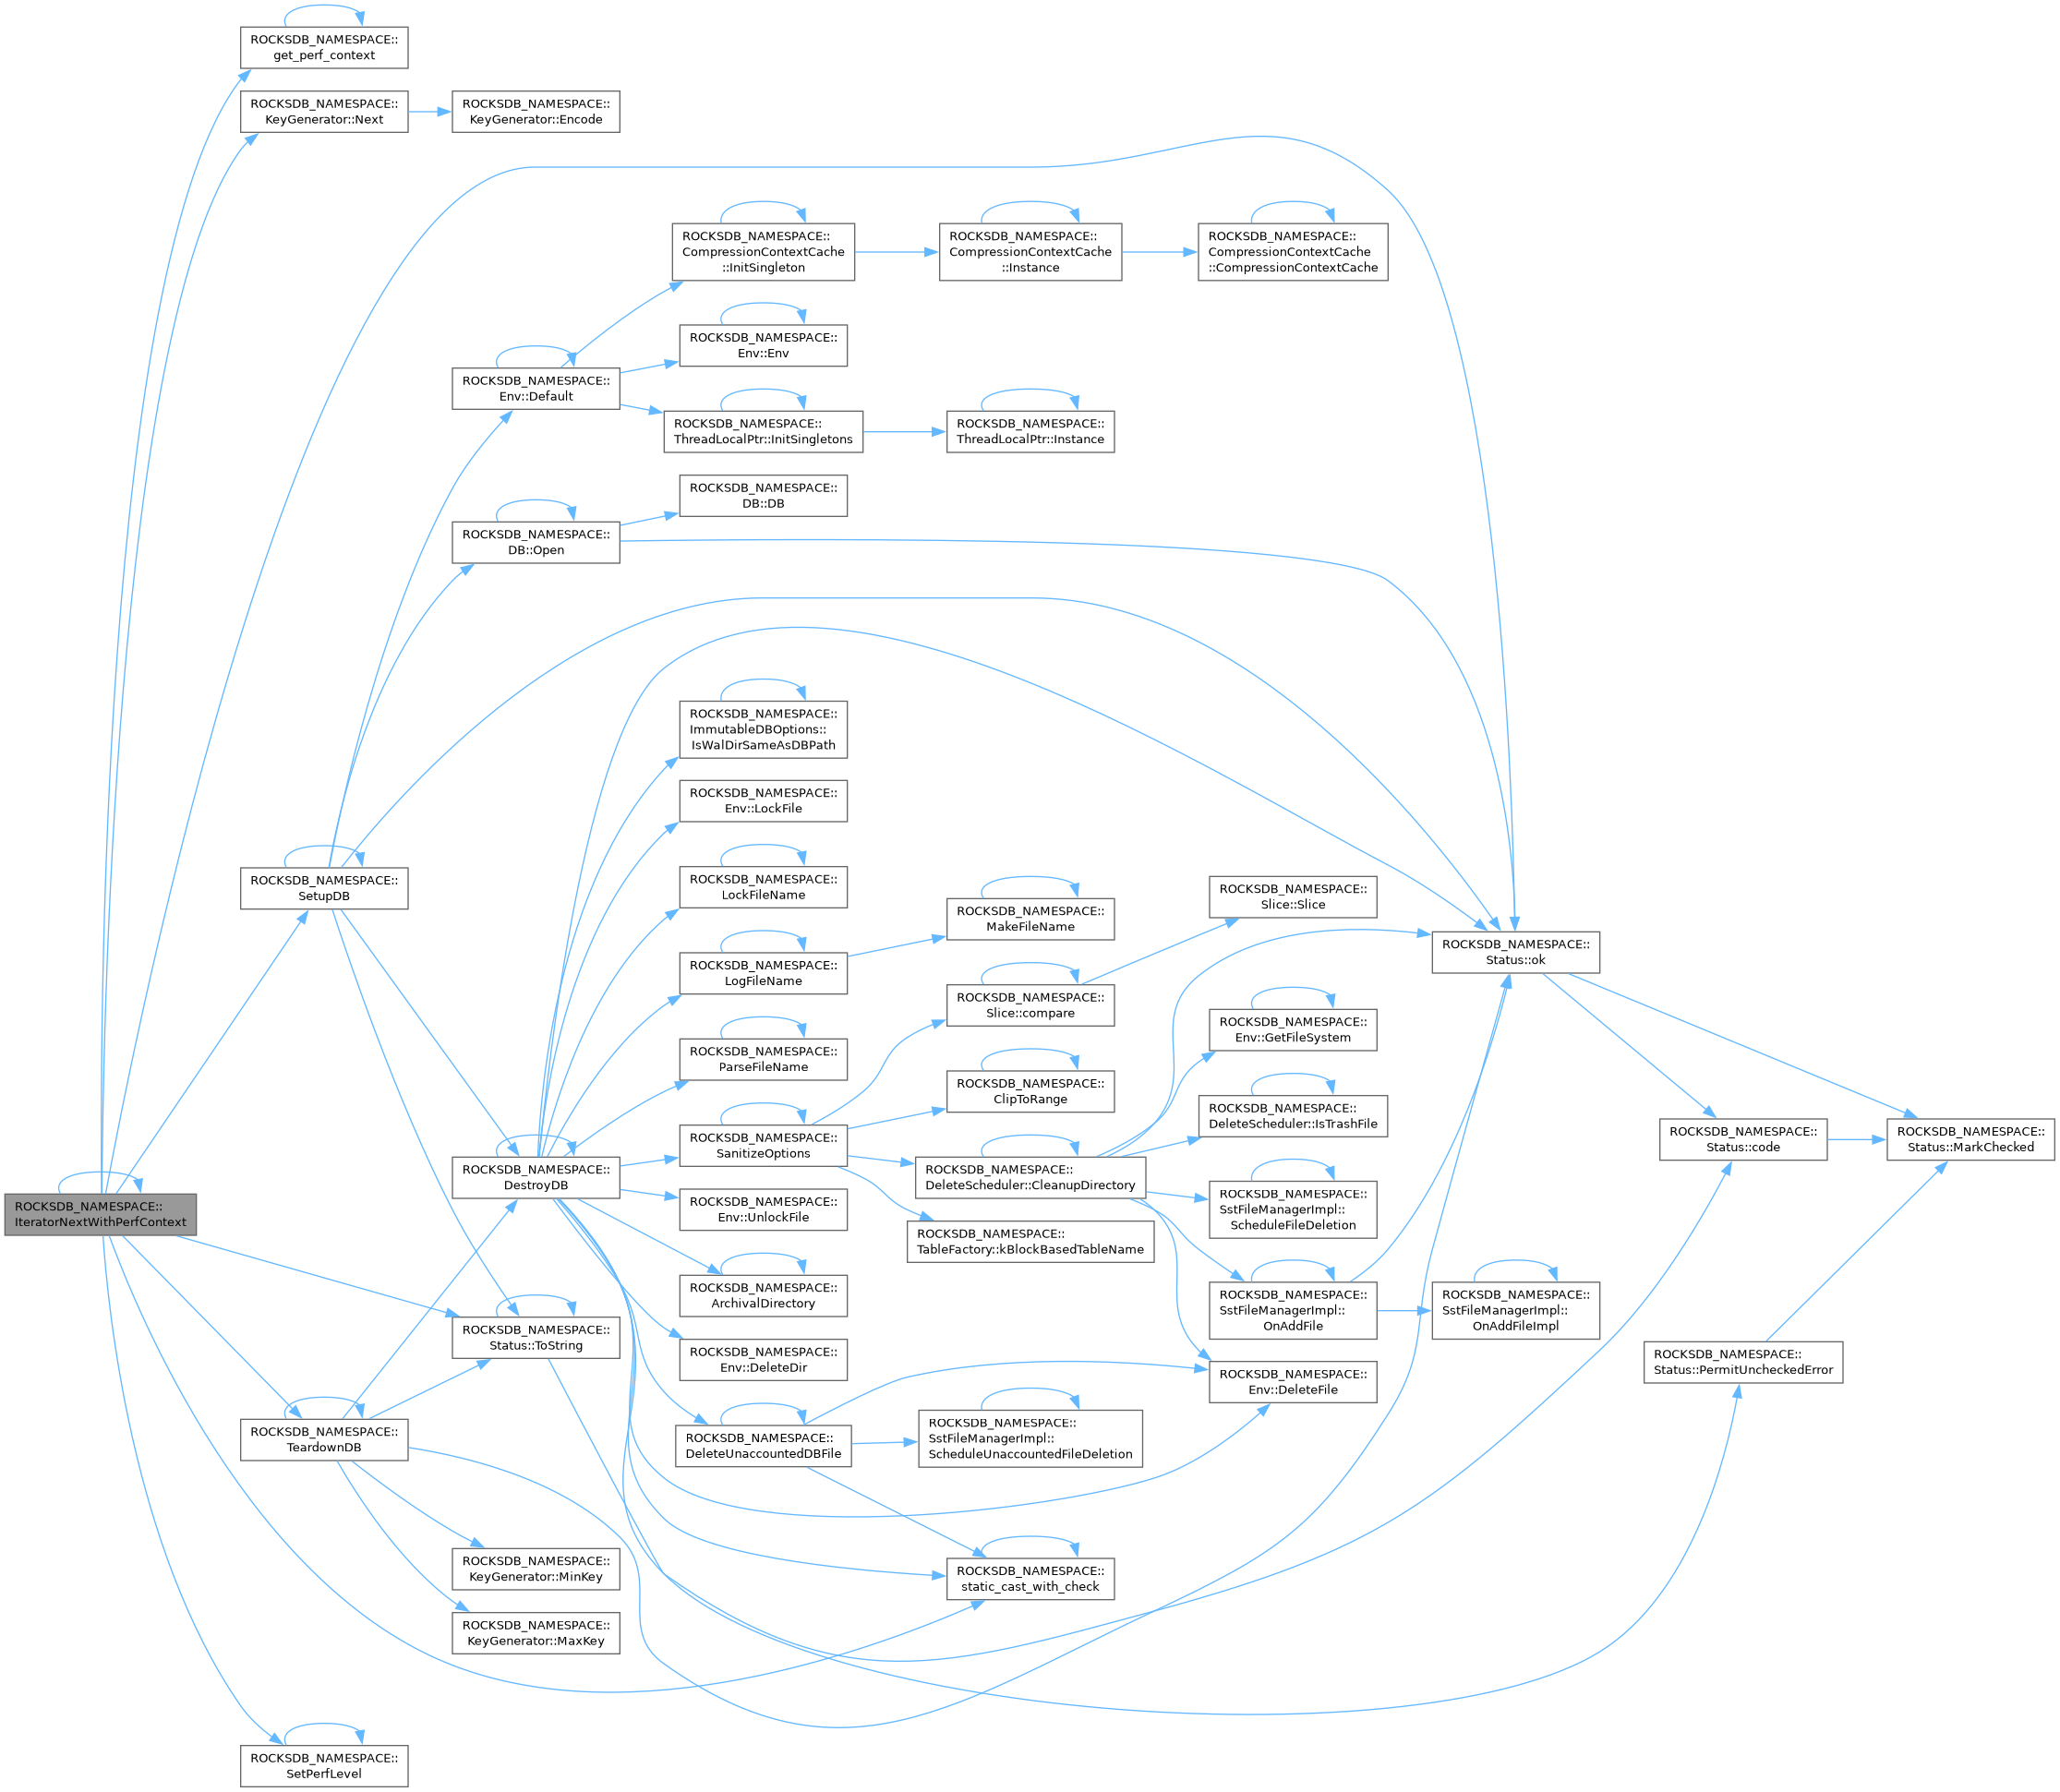 ROCKSDB_NAMESPACE::
get_perf_context
ROCKSDB_NAMESPACE::
KeyGenerator::Next
ROCKSDB_NAMESPACE::
KeyGenerator::Encode
ROCKSDB_NAMESPACE::
CompressionContextCache
::InitSingleton
ROCKSDB_NAMESPACE::
CompressionContextCache
::Instance
ROCKSDB_NAMESPACE::
CompressionContextCache
::CompressionContextCache
ROCKSDB_NAMESPACE::
Env::Env
ROCKSDB_NAMESPACE::
Env::Default
ROCKSDB_NAMESPACE::
ThreadLocalPtr::InitSingletons
ROCKSDB_NAMESPACE::
ThreadLocalPtr::Instance
ROCKSDB_NAMESPACE::
DB::DB
ROCKSDB_NAMESPACE::
DB::Open
ROCKSDB_NAMESPACE::
ImmutableDBOptions::
IsWalDirSameAsDBPath
ROCKSDB_NAMESPACE::
Env::LockFile
ROCKSDB_NAMESPACE::
SetupDB
ROCKSDB_NAMESPACE::
LockFileName
ROCKSDB_NAMESPACE::
MakeFileName
ROCKSDB_NAMESPACE::
Slice::Slice
ROCKSDB_NAMESPACE::
Status::ok
ROCKSDB_NAMESPACE::
LogFileName
ROCKSDB_NAMESPACE::
Slice::compare
ROCKSDB_NAMESPACE::
Env::GetFileSystem
ROCKSDB_NAMESPACE::
ParseFileName
ROCKSDB_NAMESPACE::
ClipToRange
ROCKSDB_NAMESPACE::
DeleteScheduler::IsTrashFile
ROCKSDB_NAMESPACE::
Status::code
ROCKSDB_NAMESPACE::
Status::MarkChecked
ROCKSDB_NAMESPACE::
SanitizeOptions
ROCKSDB_NAMESPACE::
DestroyDB
ROCKSDB_NAMESPACE::
DeleteScheduler::CleanupDirectory
ROCKSDB_NAMESPACE::
SstFileManagerImpl::
ScheduleFileDeletion
ROCKSDB_NAMESPACE::
IteratorNextWithPerfContext
ROCKSDB_NAMESPACE::
Env::UnlockFile
ROCKSDB_NAMESPACE::
TableFactory::kBlockBasedTableName
ROCKSDB_NAMESPACE::
ArchivalDirectory
ROCKSDB_NAMESPACE::
SstFileManagerImpl::
OnAddFile
ROCKSDB_NAMESPACE::
SstFileManagerImpl::
OnAddFileImpl
ROCKSDB_NAMESPACE::
Status::ToString
ROCKSDB_NAMESPACE::
Env::DeleteDir
ROCKSDB_NAMESPACE::
Env::DeleteFile
ROCKSDB_NAMESPACE::
Status::PermitUncheckedError
ROCKSDB_NAMESPACE::
TeardownDB
ROCKSDB_NAMESPACE::
DeleteUnaccountedDBFile
ROCKSDB_NAMESPACE::
SstFileManagerImpl::
ScheduleUnaccountedFileDeletion
ROCKSDB_NAMESPACE::
KeyGenerator::MinKey
ROCKSDB_NAMESPACE::
static_cast_with_check
ROCKSDB_NAMESPACE::
KeyGenerator::MaxKey
ROCKSDB_NAMESPACE::
SetPerfLevel